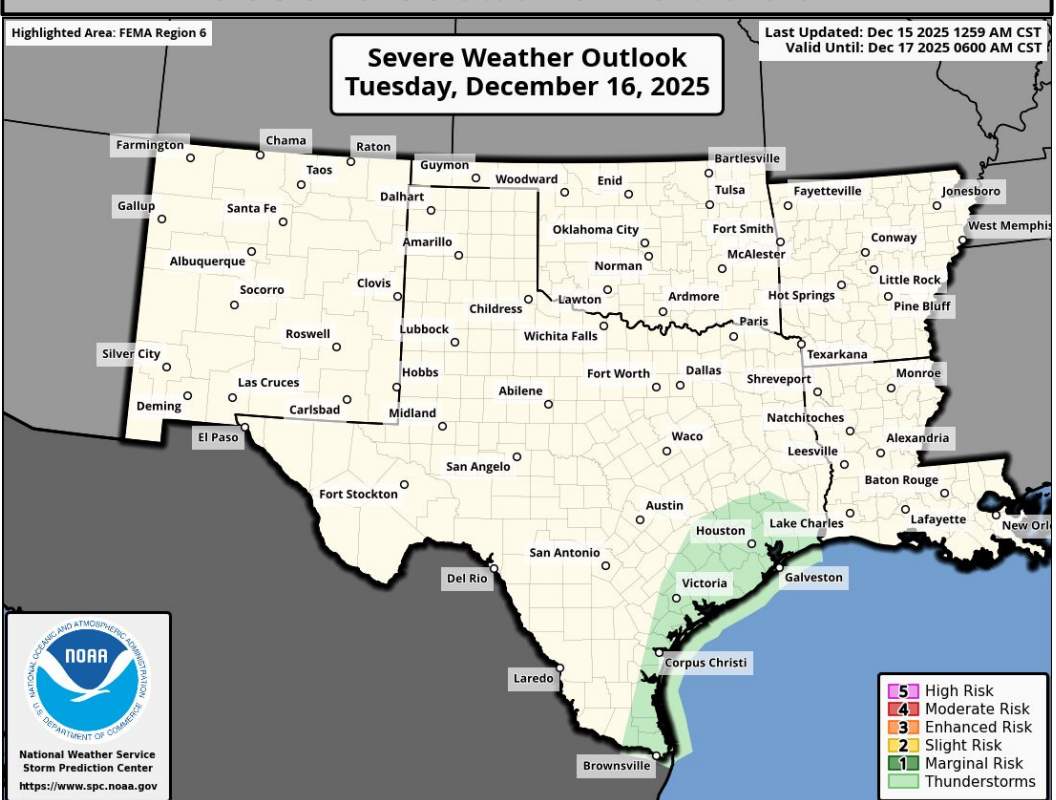 Highlighted Area: FEMA Region 6
Last Updated: Dec 15 2025 1259 AM CST
Valid Until: Dec 17 2025 0600 AM CST
Severe Weather Outlook
Tuesday, December 16, 2025
Farmington
Chama
Raton
Taos
Guymon
Woodward
Enid
Bartlesville
Tulsa
Fayetteville
Jonesboro
Gallup
Santa Fe
Dalhart
Oklahoma City
Fort Smith
West Memphis
Albuquerque
Amarillo
Norman
McAlester
Conway
Socorro
Clovis
Childress
Lawton
Ardmore
Hot Springs
Little Rock
Pine Bluff
Roswell
Lubbock
Wichita Falls
Paris
Silver City
Hobbs
Texarkana
Las Cruces
Abilene
Fort Worth
Dallas
Shreveport
Monroe
Deming
Carlsbad
Midland
Natchitoches
El Paso
Waco
Leesville
Alexandria
San Angelo
Baton Rouge
Fort Stockton
Austin
Houston
Lake Charles
Lafayette
New Orl
San Antonio
Del Rio
Victoria
Galveston
Laredo
Corpus Christi
Brownsville
NATIONAL OCEANIC AND ATMOSPHERIC ADMINISTRATION
NOAA
U.S. DEPARTMENT OF COMMERCE
National Weather Service
Storm Prediction Center
https://www.spc.noaa.gov
5 High Risk
4 Moderate Risk
3 Enhanced Risk
2 Slight Risk
1 Marginal Risk
Thunderstorms